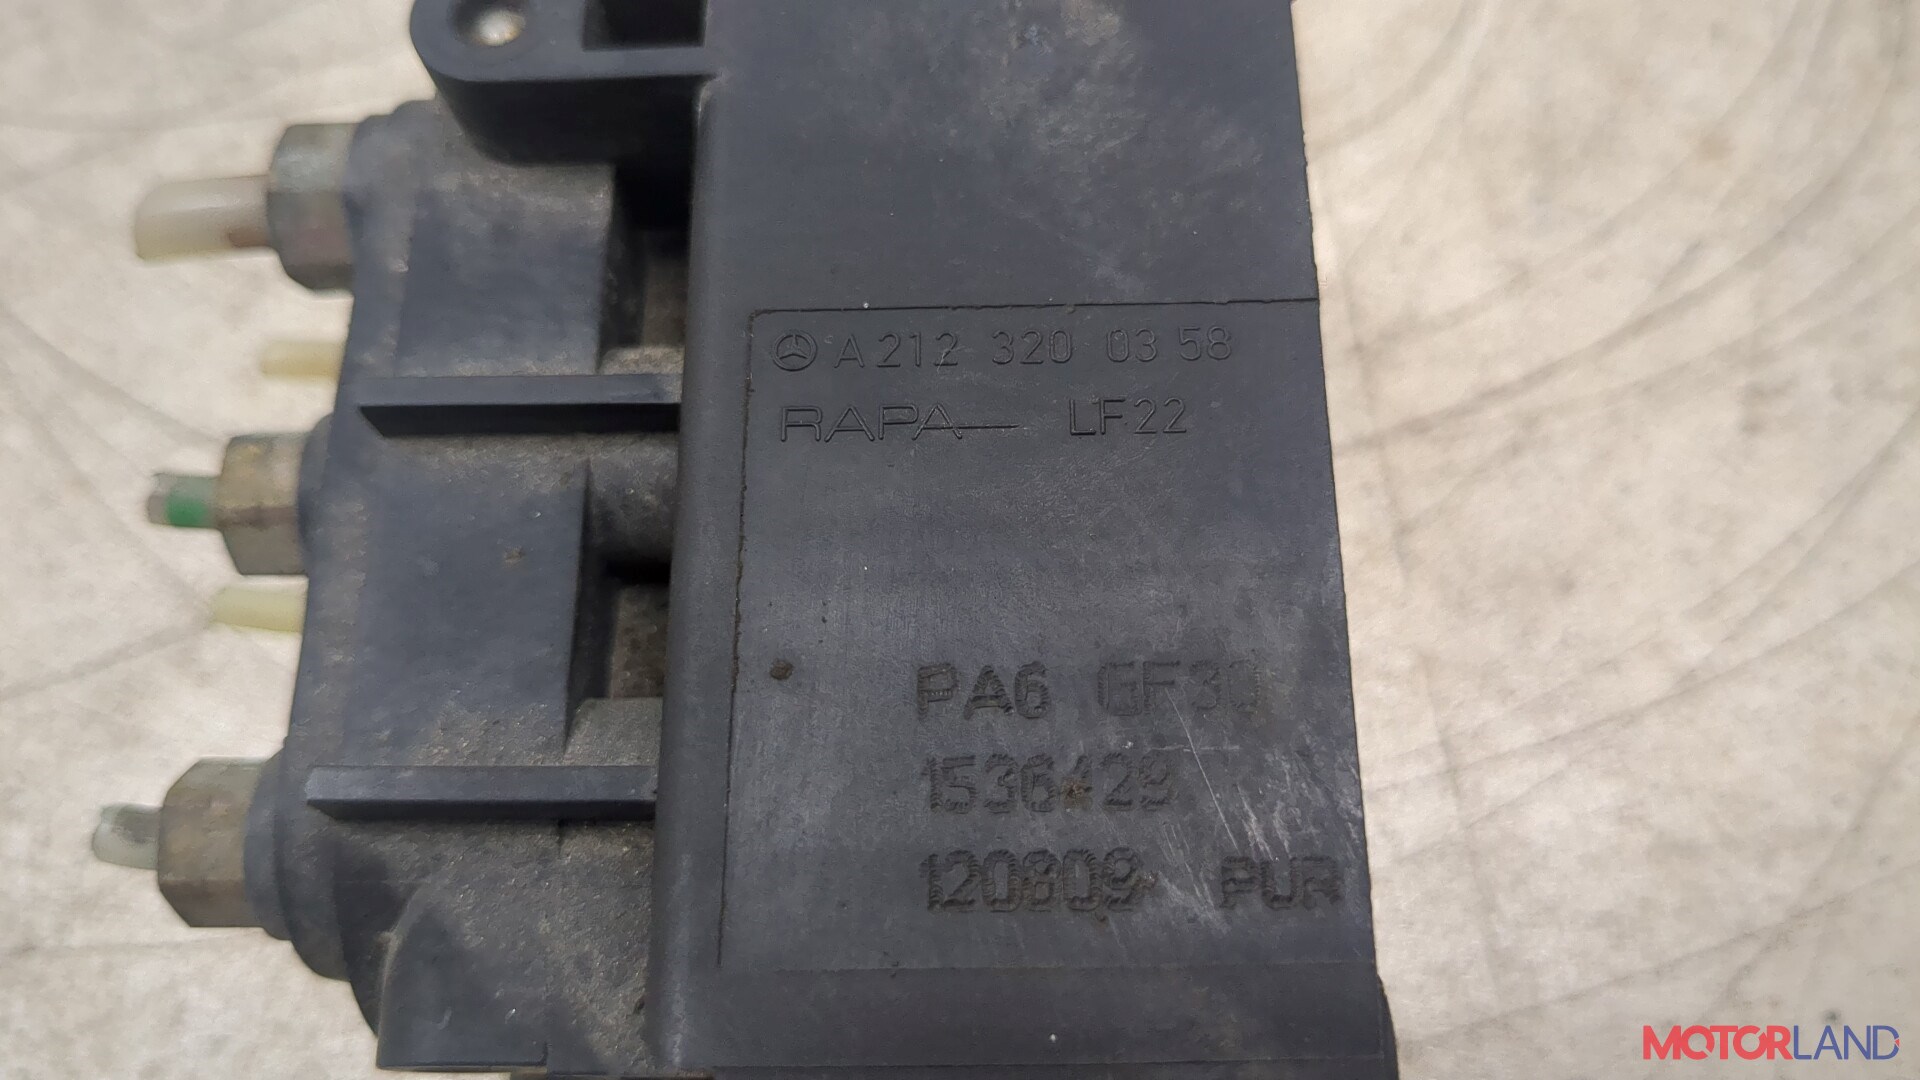 A 212 320 03 58
RAPA LF22
PA6 GF30
1536429
120809 PUR
MOTORLAND